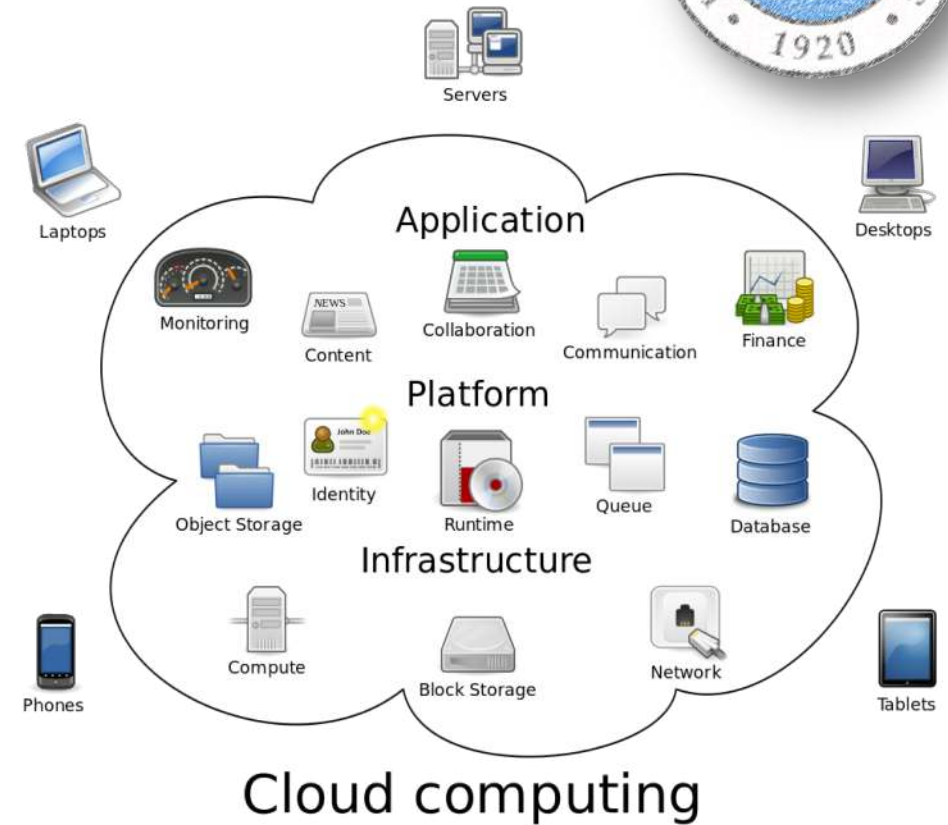 1920
Servers
Laptops
Desktops
Application
Monitoring
NEWS
Content
Collaboration
Communication
Finance
Platform
John Doe
Object Storage
Identity
Runtime
Queue
Database
Infrastructure
Compute
Block Storage
Network
Phones
Tablets
Cloud computing